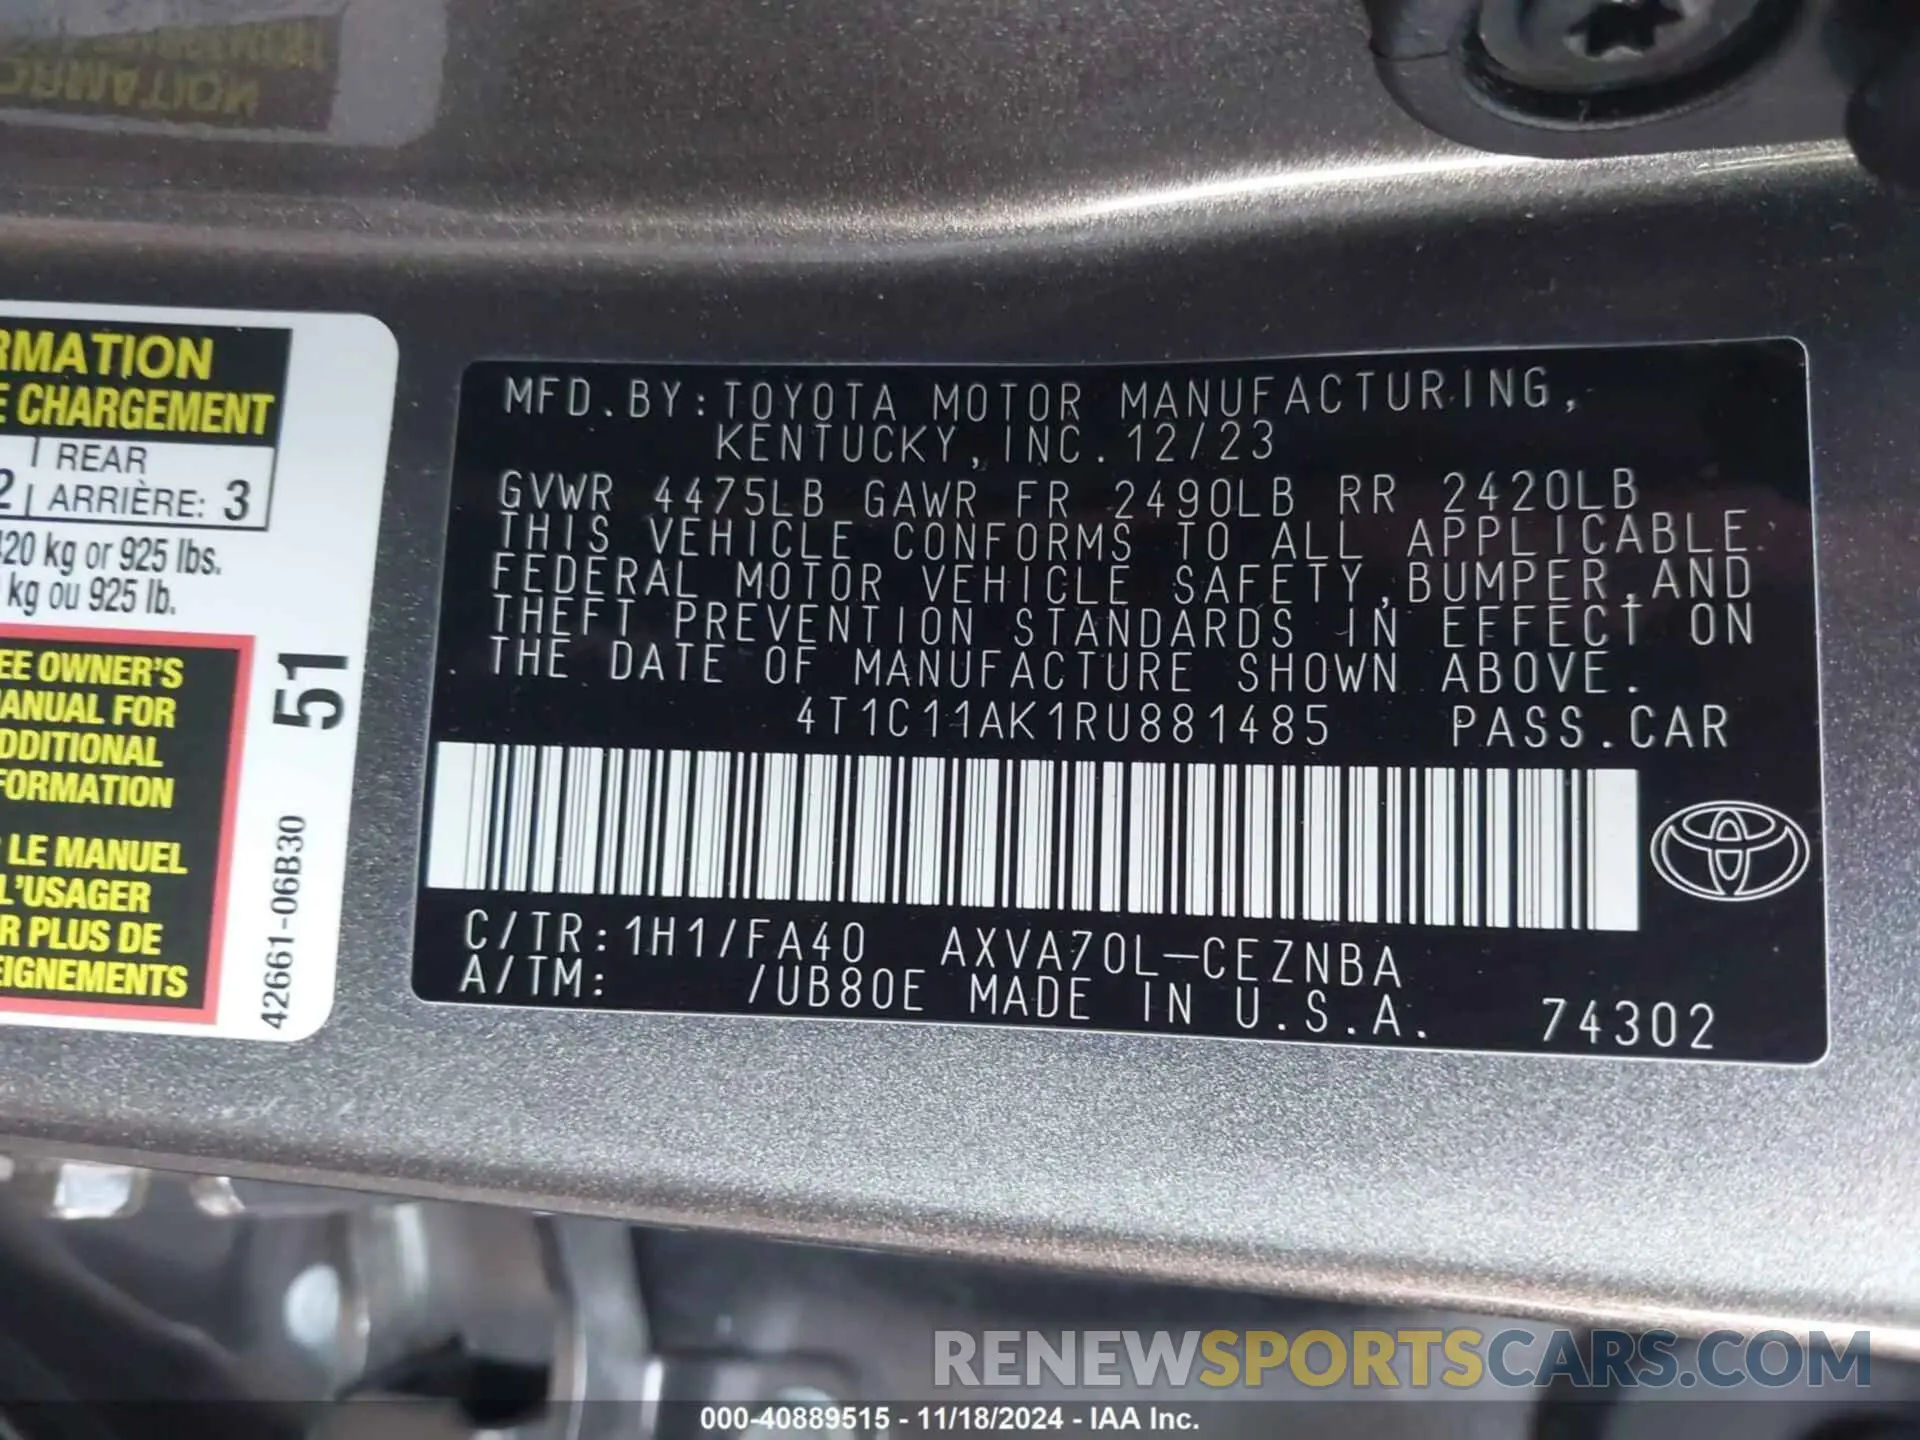 RMATION
E CHARGEMENT
REAR
2 | ARRIÈRE: 3
420 kg or 925 lbs.
kg ou 925 lb.
EE OWNER'S
ANUAL FOR
DDITIONAL
FORMATION
LE MANUEL
L'USAGER
R PLUS DE
EIGNEMENTS
51
42661-06B30
MFD.BY:TOYOTA MOTOR MANUFACTURING,
KENTUCKY,INC. 12/23
GVWR 4475LB GAWR FR 2490LB RR 2420LB
THIS VEHICLE CONFORMS TO ALL APPLICABLE
FEDERAL MOTOR VEHICLE SAFETY,BUMPER,AND
THEFT PREVENTION STANDARDS IN EFFECT ON
THE DATE OF MANUFACTURE SHOWN ABOVE.
4T1C11AK1RU881485 PASS.CAR
C/TR:1H1/FA40 AXVA70L-CEZNBA
A/TM: /UB80E MADE IN U.S.A. 74302
RENEWSPORTSCARS.COM
000-40889515 - 11/18/2024 - IAA Inc.